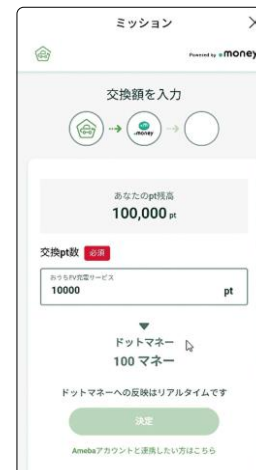 ミッション
Powered by .money
交換額を入力
.money
あなたのpt残高
100,000 pt
交換pt数 必須
おうちEV充電サービス
10000 pt
ドットマネー
100 マネー
ドットマネーへの反映はリアルタイムです
決定
Amebaアカウントと連携したい方はこちら